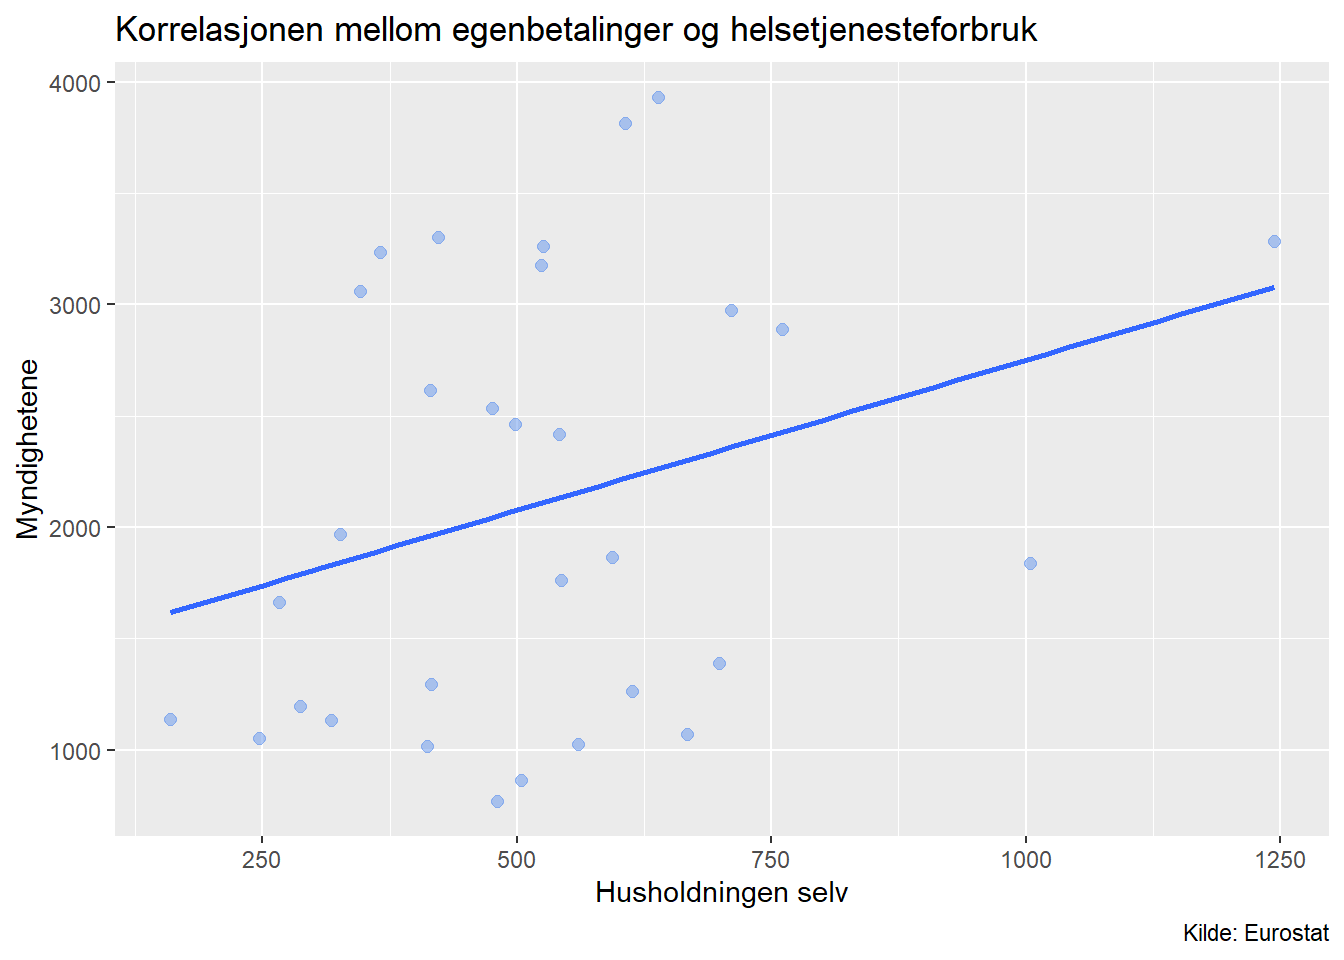 Korrelasjonen mellom egenbetalinger og helsetjenesteforbruk
4000
3000
2000
1000
Myndighetene
250 500 750 1000 1250
Husholdningen selv
Kilde: Eurostat